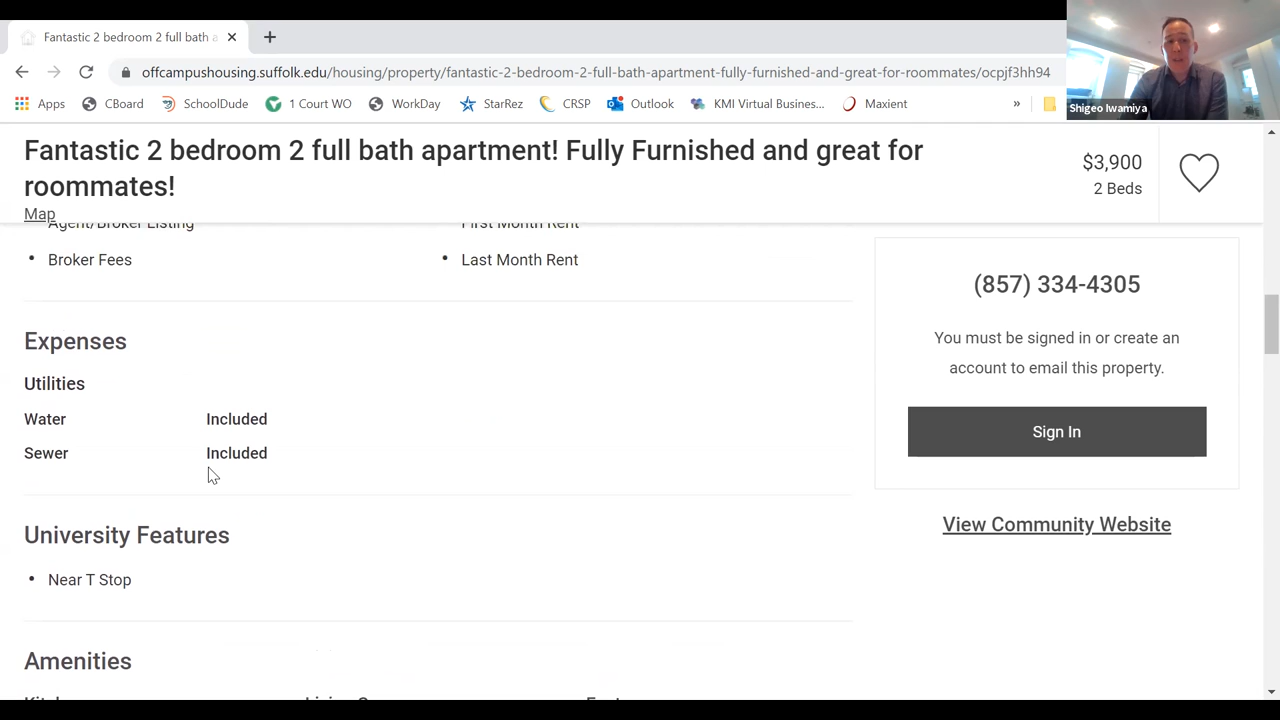 Fantastic 2 bedroom 2 full bath a
offcampushousing.suffolk.edu/housing/property/fantastic-2-bedroom-2-full-bath-apartment-fully-furnished-and-great-for-roommates/ocpjf3hh94
Apps CBoard SchoolDude 1 Court WO WorkDay StarRez CRSP Outlook KMI Virtual Busines... Maxient »
Shigeo Iwamiya
Fantastic 2 bedroom 2 full bath apartment! Fully Furnished and great for
roommates!
$3,900
2 Beds
Map
Agent/Broker Listing First Month Rent
• Broker Fees • Last Month Rent
Expenses
Utilities
Water Included
Sewer Included
University Features
• Near T Stop
Amenities
(857) 334-4305
You must be signed in or create an
account to email this property.
Sign In
View Community Website